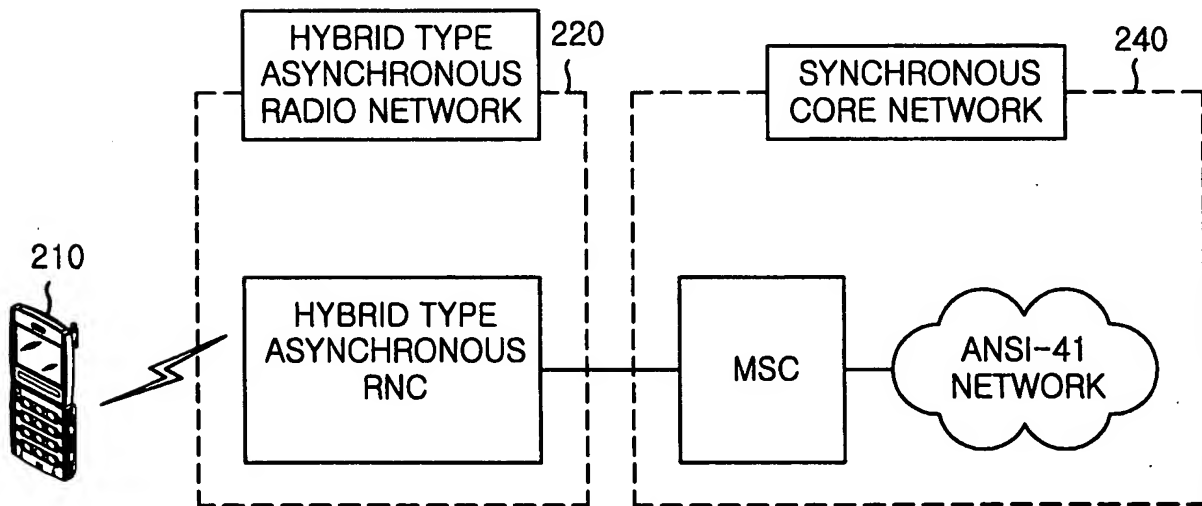 HYBRID TYPE
ASYNCHRONOUS
RADIO NETWORK
220
SYNCHRONOUS
CORE NETWORK
240
210
HYBRID TYPE
ASYNCHRONOUS
RNC
MSC
ANSI-41
NETWORK